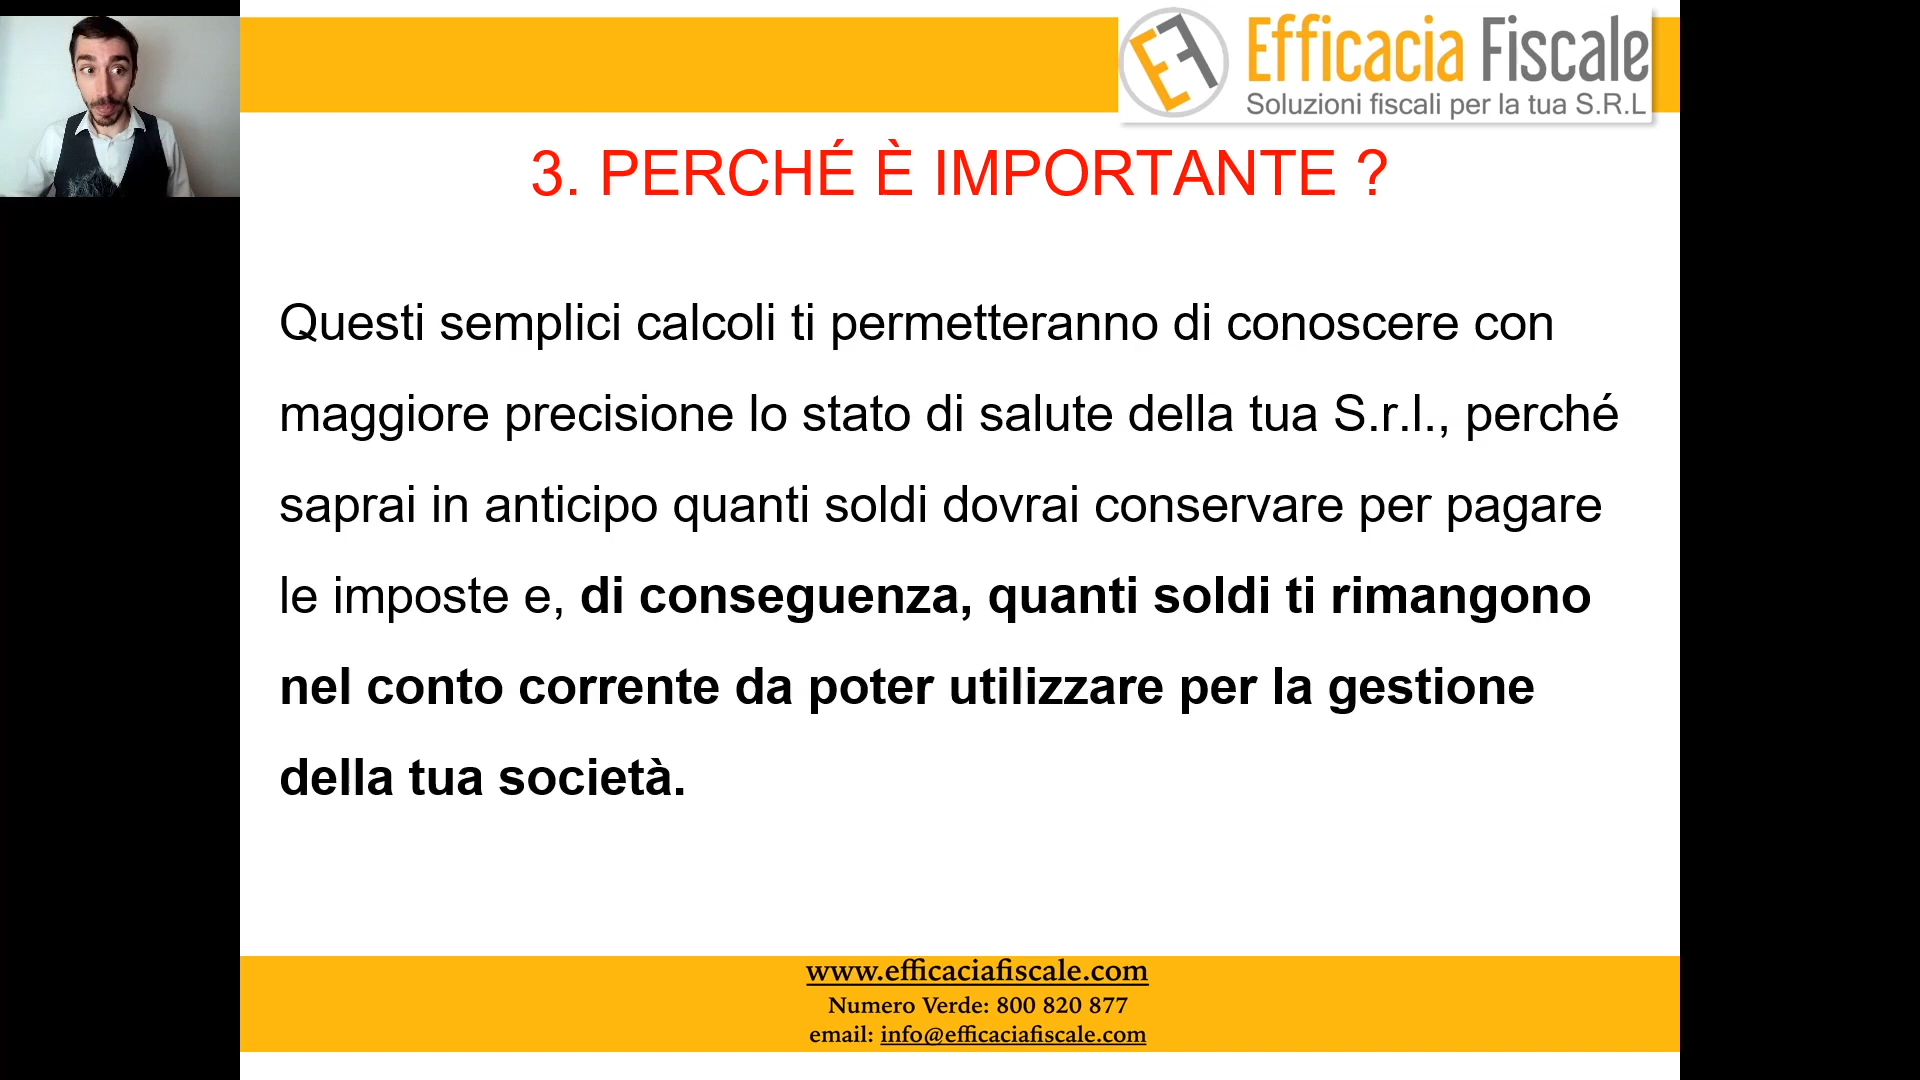 EF
Efficacia Fiscale
Soluzioni fiscali per la tua S.R.L
3. PERCHÉ È IMPORTANTE ?
Questi semplici calcoli ti permetteranno di conoscere con
maggiore precisione lo stato di salute della tua S.r.l., perché
saprai in anticipo quanti soldi dovrai conservare per pagare
le imposte e, di conseguenza, quanti soldi ti rimangono
nel conto corrente da poter utilizzare per la gestione
della tua società.
www.efficaciafiscale.com
Numero Verde: 800 820 877
email: info@efficaciafiscale.com